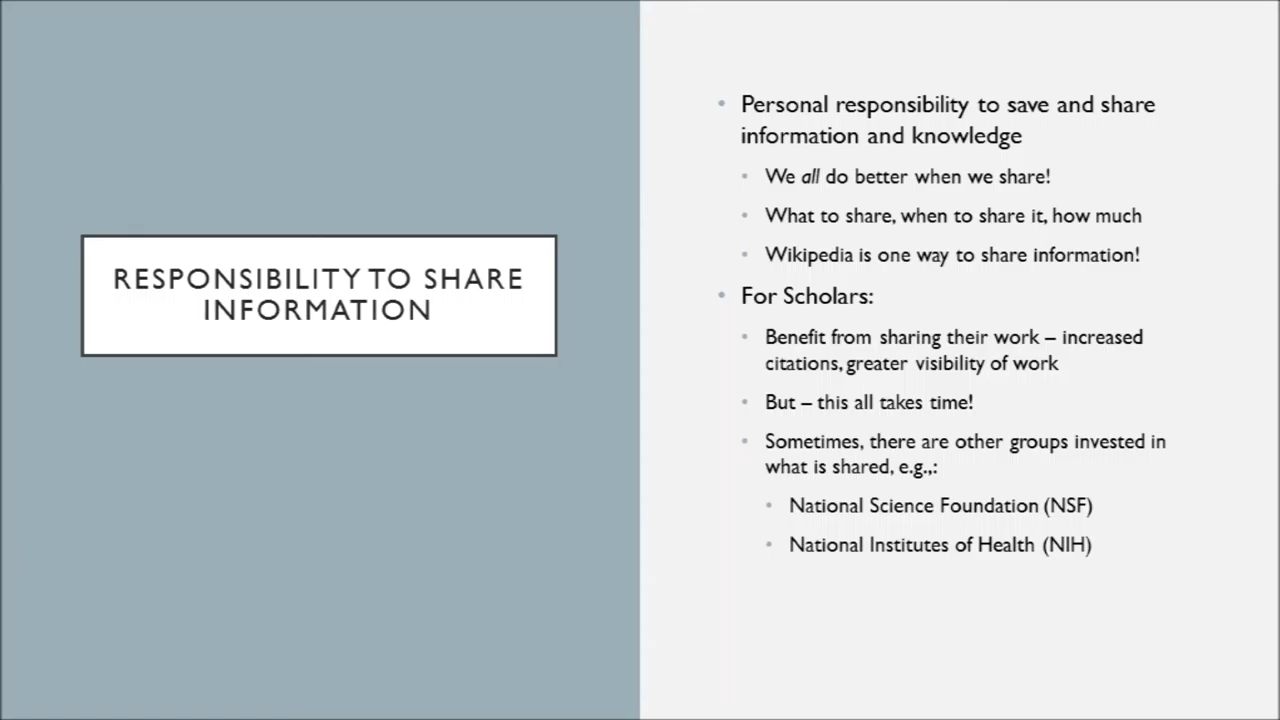 RESPONSIBILITY TO SHARE
INFORMATION
• Personal responsibility to save and share
information and knowledge
• We all do better when we share!
• What to share, when to share it, how much
• Wikipedia is one way to share information!
• For Scholars:
• Benefit from sharing their work – increased
citations, greater visibility of work
• But – this all takes time!
• Sometimes, there are other groups invested in
what is shared, e.g.,:
• National Science Foundation (NSF)
• National Institutes of Health (NIH)